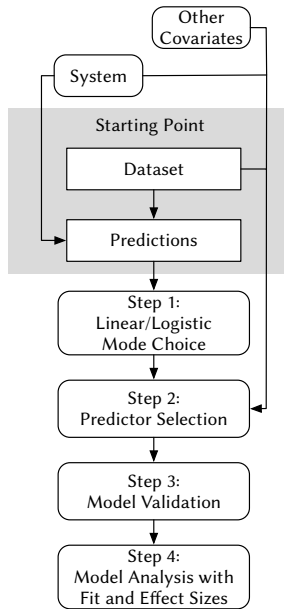 Other
Covariates
System
Starting Point
Dataset
Predictions
Step 1:
Linear/Logistic
Mode Choice
Step 2:
Predictor Selection
Step 3:
Model Validation
Step 4:
Model Analysis with
Fit and Effect Sizes